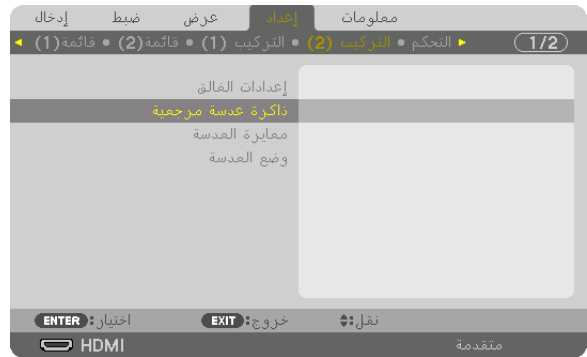 إدخال ضبط عرض إعداد معلومات
قائمة(1) • قائمة(2) • التركيب (1) • التركيب (2) • التحكم 1/2
إعدادات الغالق
ذاكرة عدسة مرجعية
معايرة العدسة
وضع العدسة
ENTER :اختيار EXIT :خروج نقل:
HDMI متقدمة